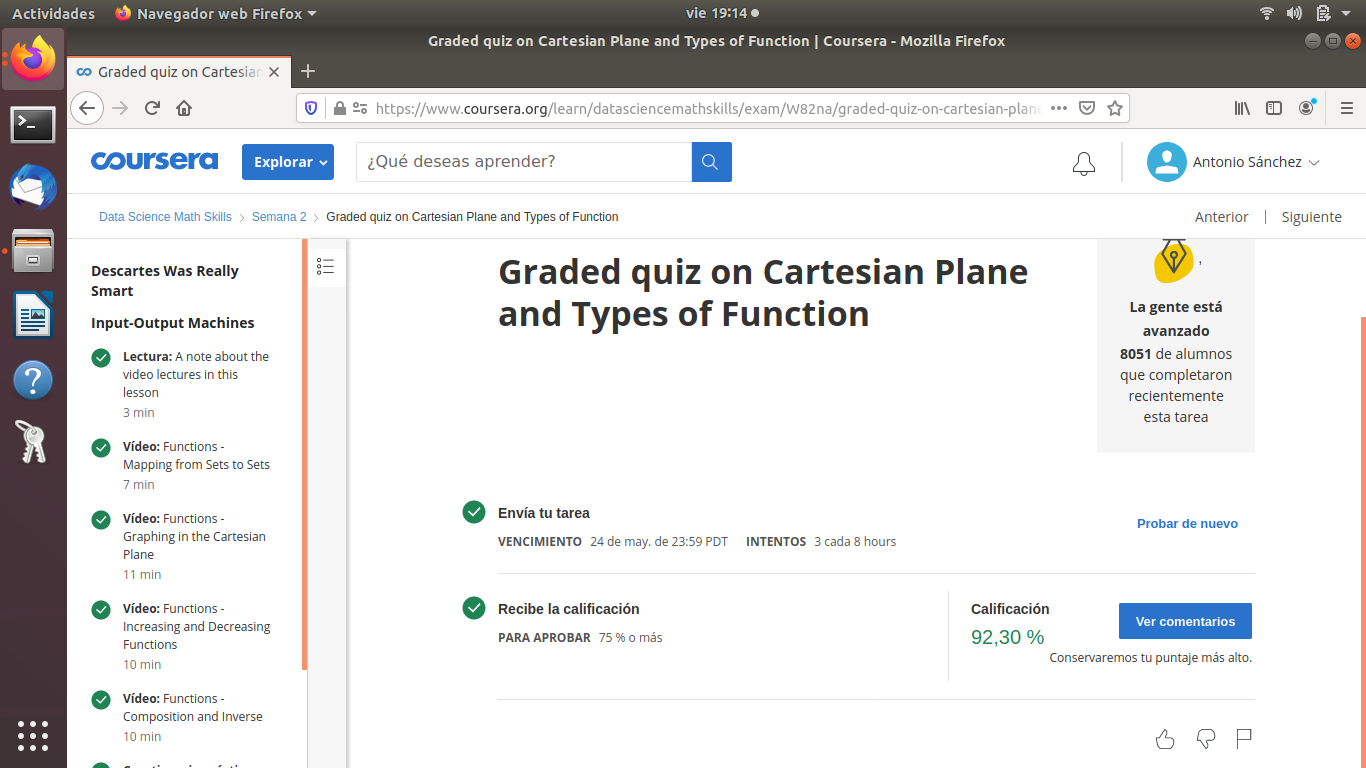 Actividades
Navegador web Firefox
vie 19:14
Graded quiz on Cartesian Plane and Types of Function | Coursera - Mozilla Firefox
Graded quiz on Cartesian
https://www.coursera.org/learn/datasciencemathskills/exam/W82na/graded-quiz-on-cartesian-plane
coursera
Explorar
¿Qué deseas aprender?
Antonio Sánchez
Data Science Math Skills
Semana 2
Graded quiz on Cartesian Plane and Types of Function
Anterior
Siguiente
Descartes Was Really
Smart
Input-Output Machines
Lectura: A note about the
video lectures in this
lesson
3 min
Vídeo: Functions -
Mapping from Sets to Sets
7 min
Vídeo: Functions -
Graphing in the Cartesian
Plane
11 min
Vídeo: Functions -
Increasing and Decreasing
Functions
10 min
Vídeo: Functions -
Composition and Inverse
10 min
Graded quiz on Cartesian Plane
and Types of Function
,
La gente está
avanzado
8051 de alumnos
que completaron
recientemente
esta tarea
Envía tu tarea
VENCIMIENTO 24 de may. de 23:59 PDT INTENTOS 3 cada 8 hours
Probar de nuevo
Recibe la calificación
PARA APROBAR 75 % o más
Calificación
92,30 %
Ver comentarios
Conservaremos tu puntaje más alto.